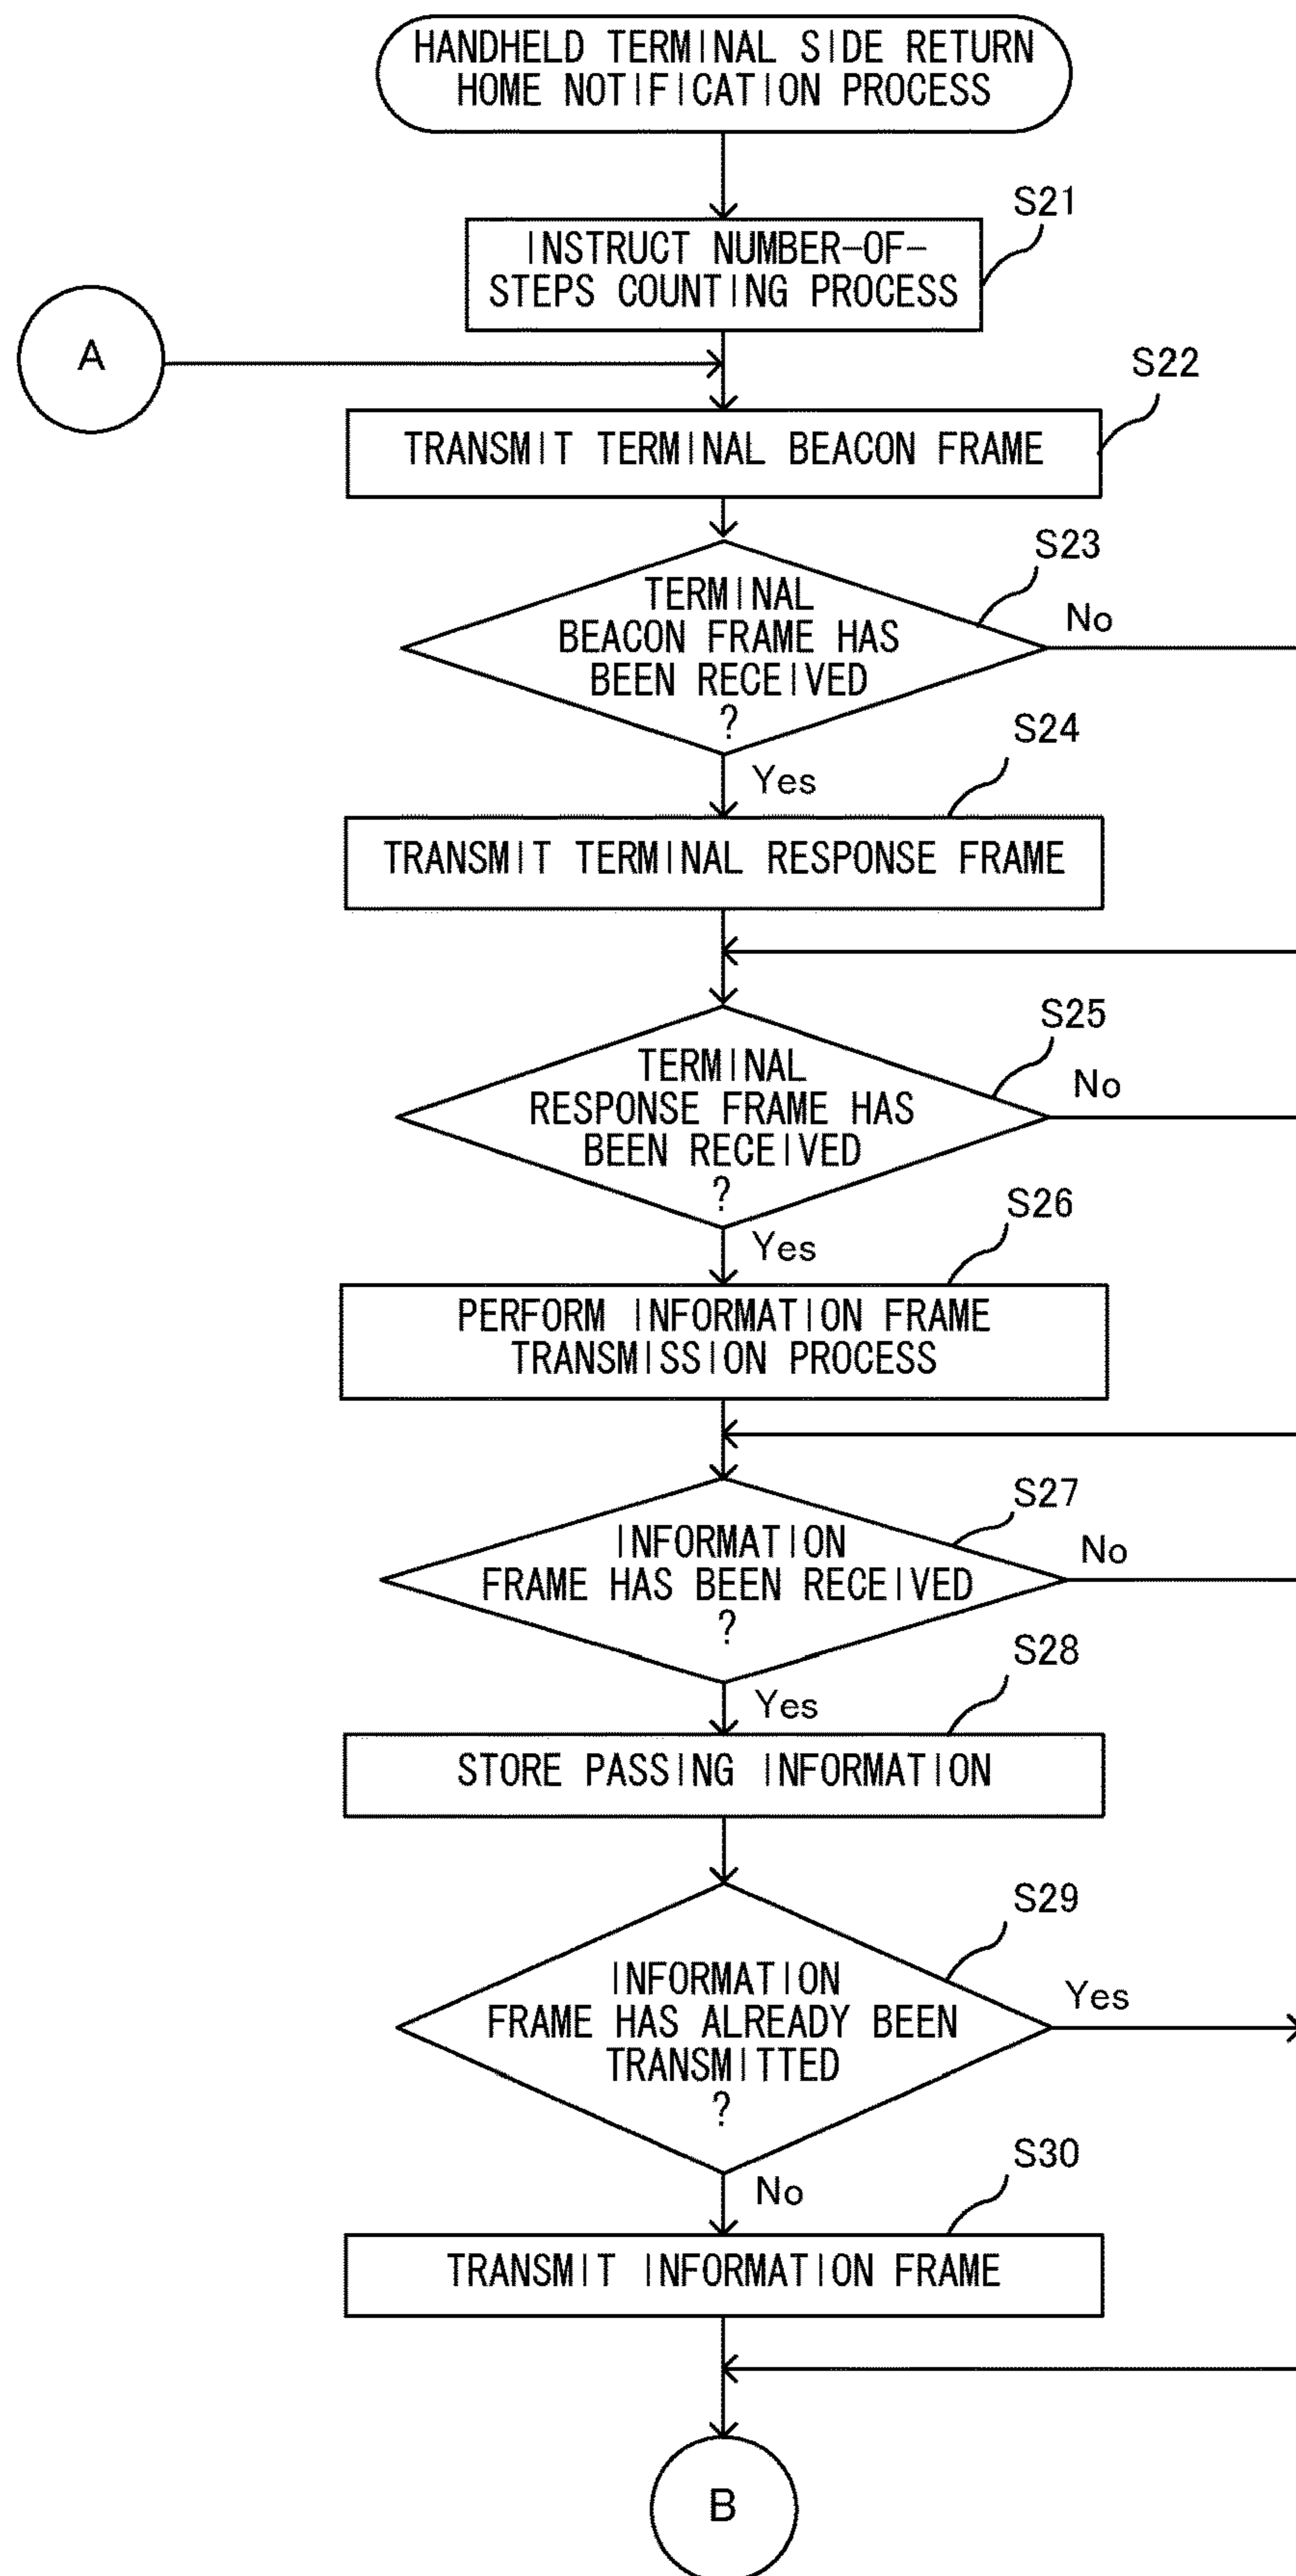 HANDHELD TERMINAL SIDE RETURN
HOME NOTIFICATION PROCESS
S21
INSTRUCT NUMBER-OF-
STEPS COUNTING PROCESS
A
S22
TRANSMIT TERMINAL BEACON FRAME
S23
TERMINAL
BEACON FRAME HAS
BEEN RECEIVED
?
No
Yes
S24
TRANSMIT TERMINAL RESPONSE FRAME
S25
TERMINAL
RESPONSE FRAME HAS
BEEN RECEIVED
?
No
Yes
S26
PERFORM INFORMATION FRAME
TRANSMISSION PROCESS
S27
INFORMATION
FRAME HAS BEEN RECEIVED
?
No
Yes
S28
STORE PASSING INFORMATION
S29
INFORMATION
FRAME HAS ALREADY BEEN
TRANSMITTED
?
Yes
No
S30
TRANSMIT INFORMATION FRAME
B